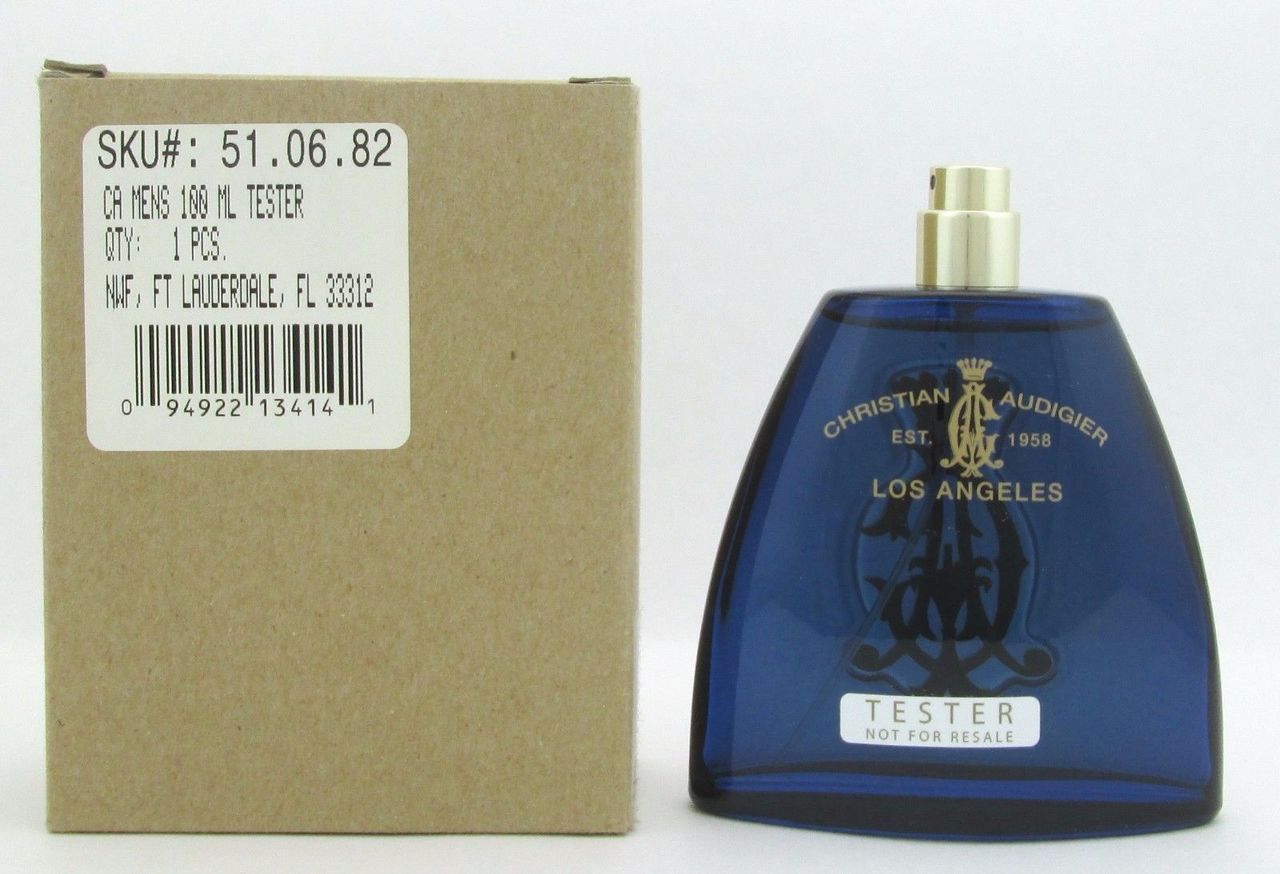 SKU#: 51.06.82
CA MENS 100 ML TESTER
QTY: 1 PCS.
NWF, FT LAUDERDALE, FL 33312
0 94922 13414 1
CHRISTIAN AUDIGIER
EST. 1958
LOS ANGELES
TESTER
NOT FOR RESALE